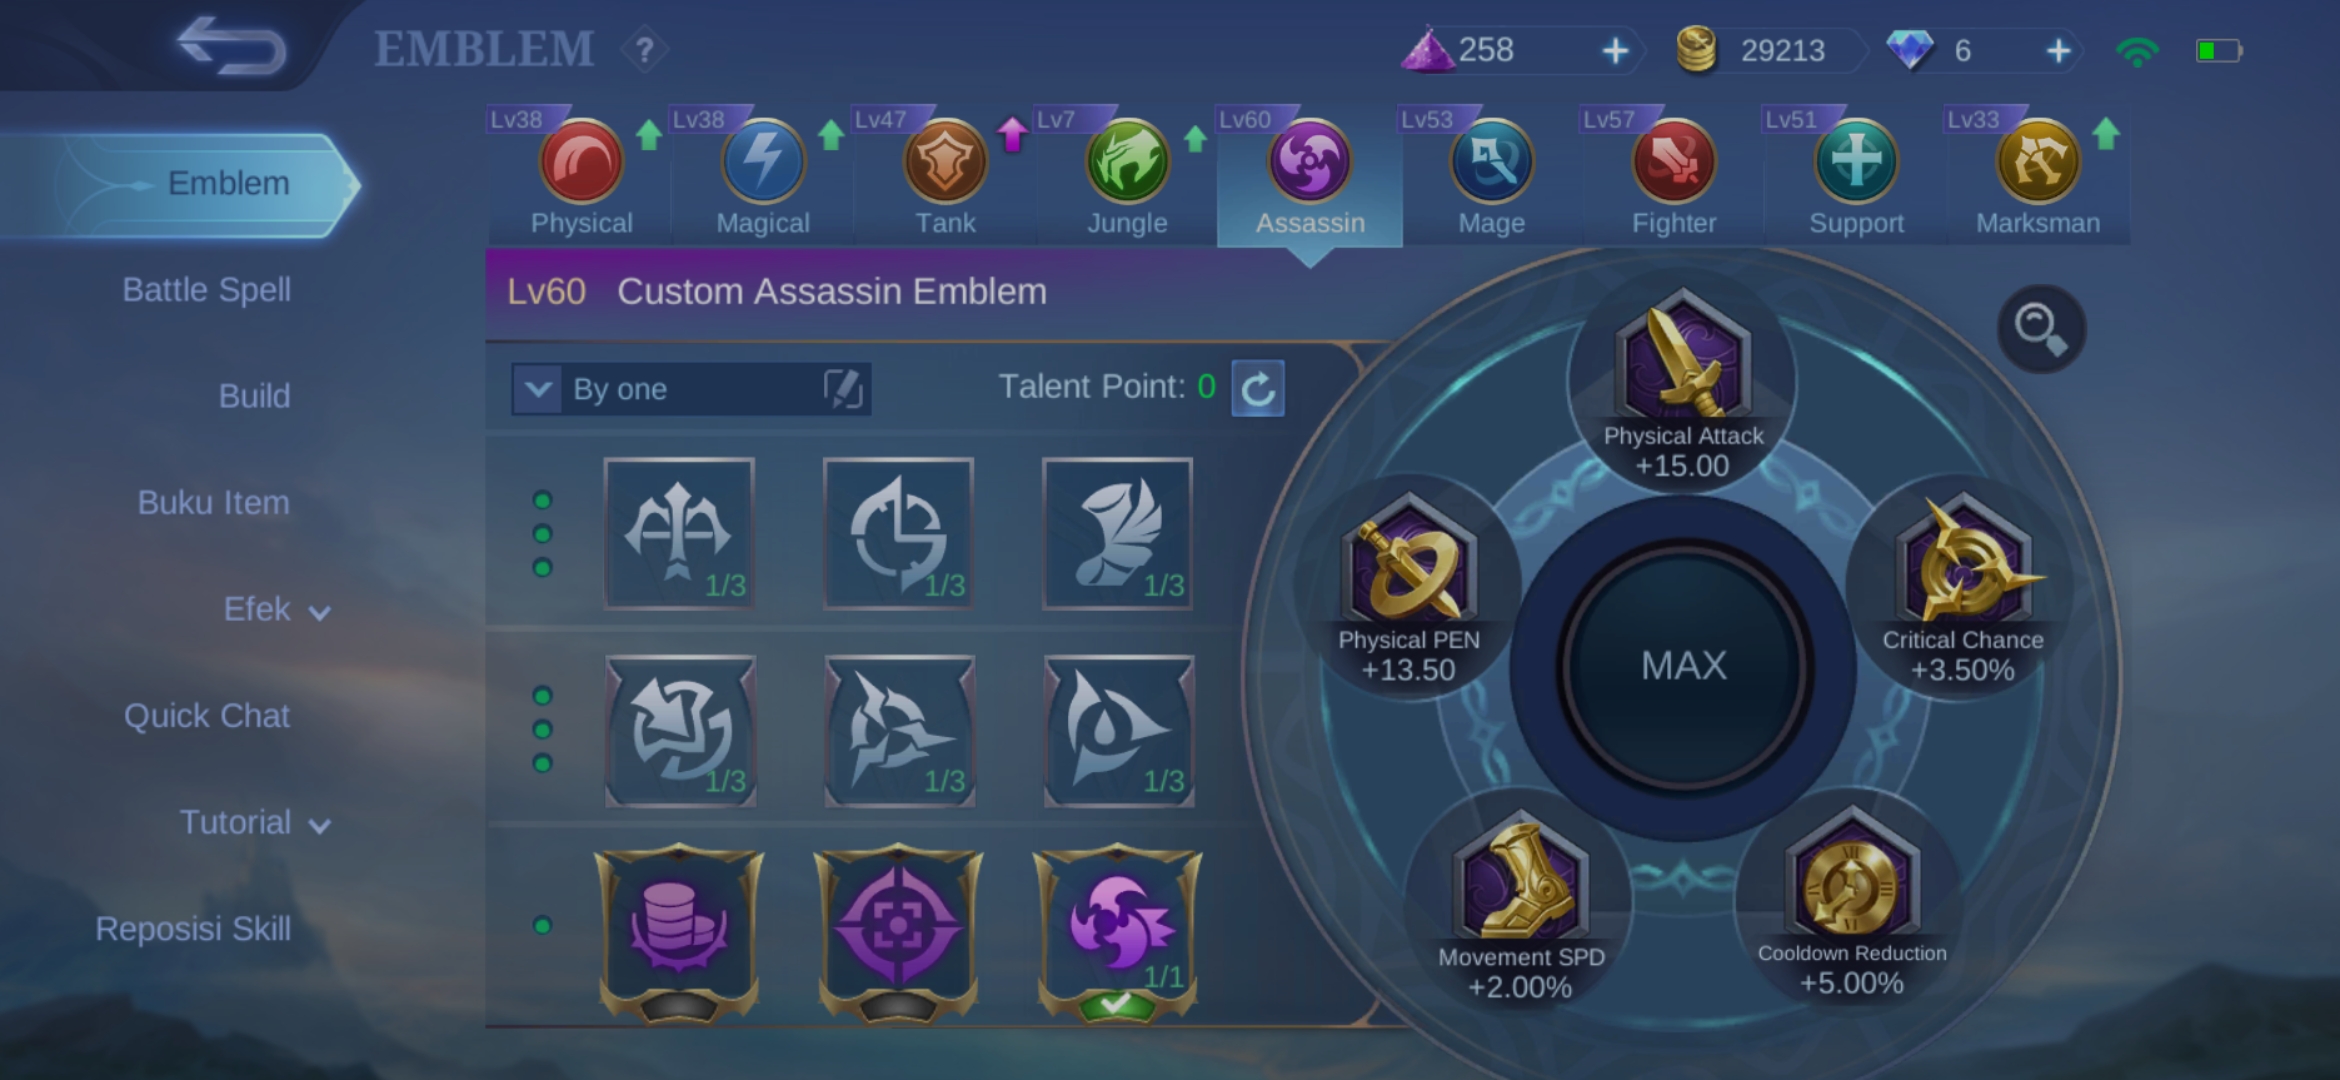 EMBLEM ?
258 + 29213 6 +
Lv38 Lv38 Lv47 Lv7 Lv60 Lv53 Lv57 Lv51 Lv33
Physical Magical Tank Jungle Assassin Mage Fighter Support Marksman
Emblem
Battle Spell
Build
Buku Item
Efek
Quick Chat
Tutorial
Reposisi Skill
Lv60 Custom Assassin Emblem
By one
Talent Point: 0
1/3 1/3 1/3
1/3 1/3 1/3
1/1
Physical Attack
+15.00
Physical PEN
+13.50
Critical Chance
+3.50%
MAX
Movement SPD
+2.00%
Cooldown Reduction
+5.00%